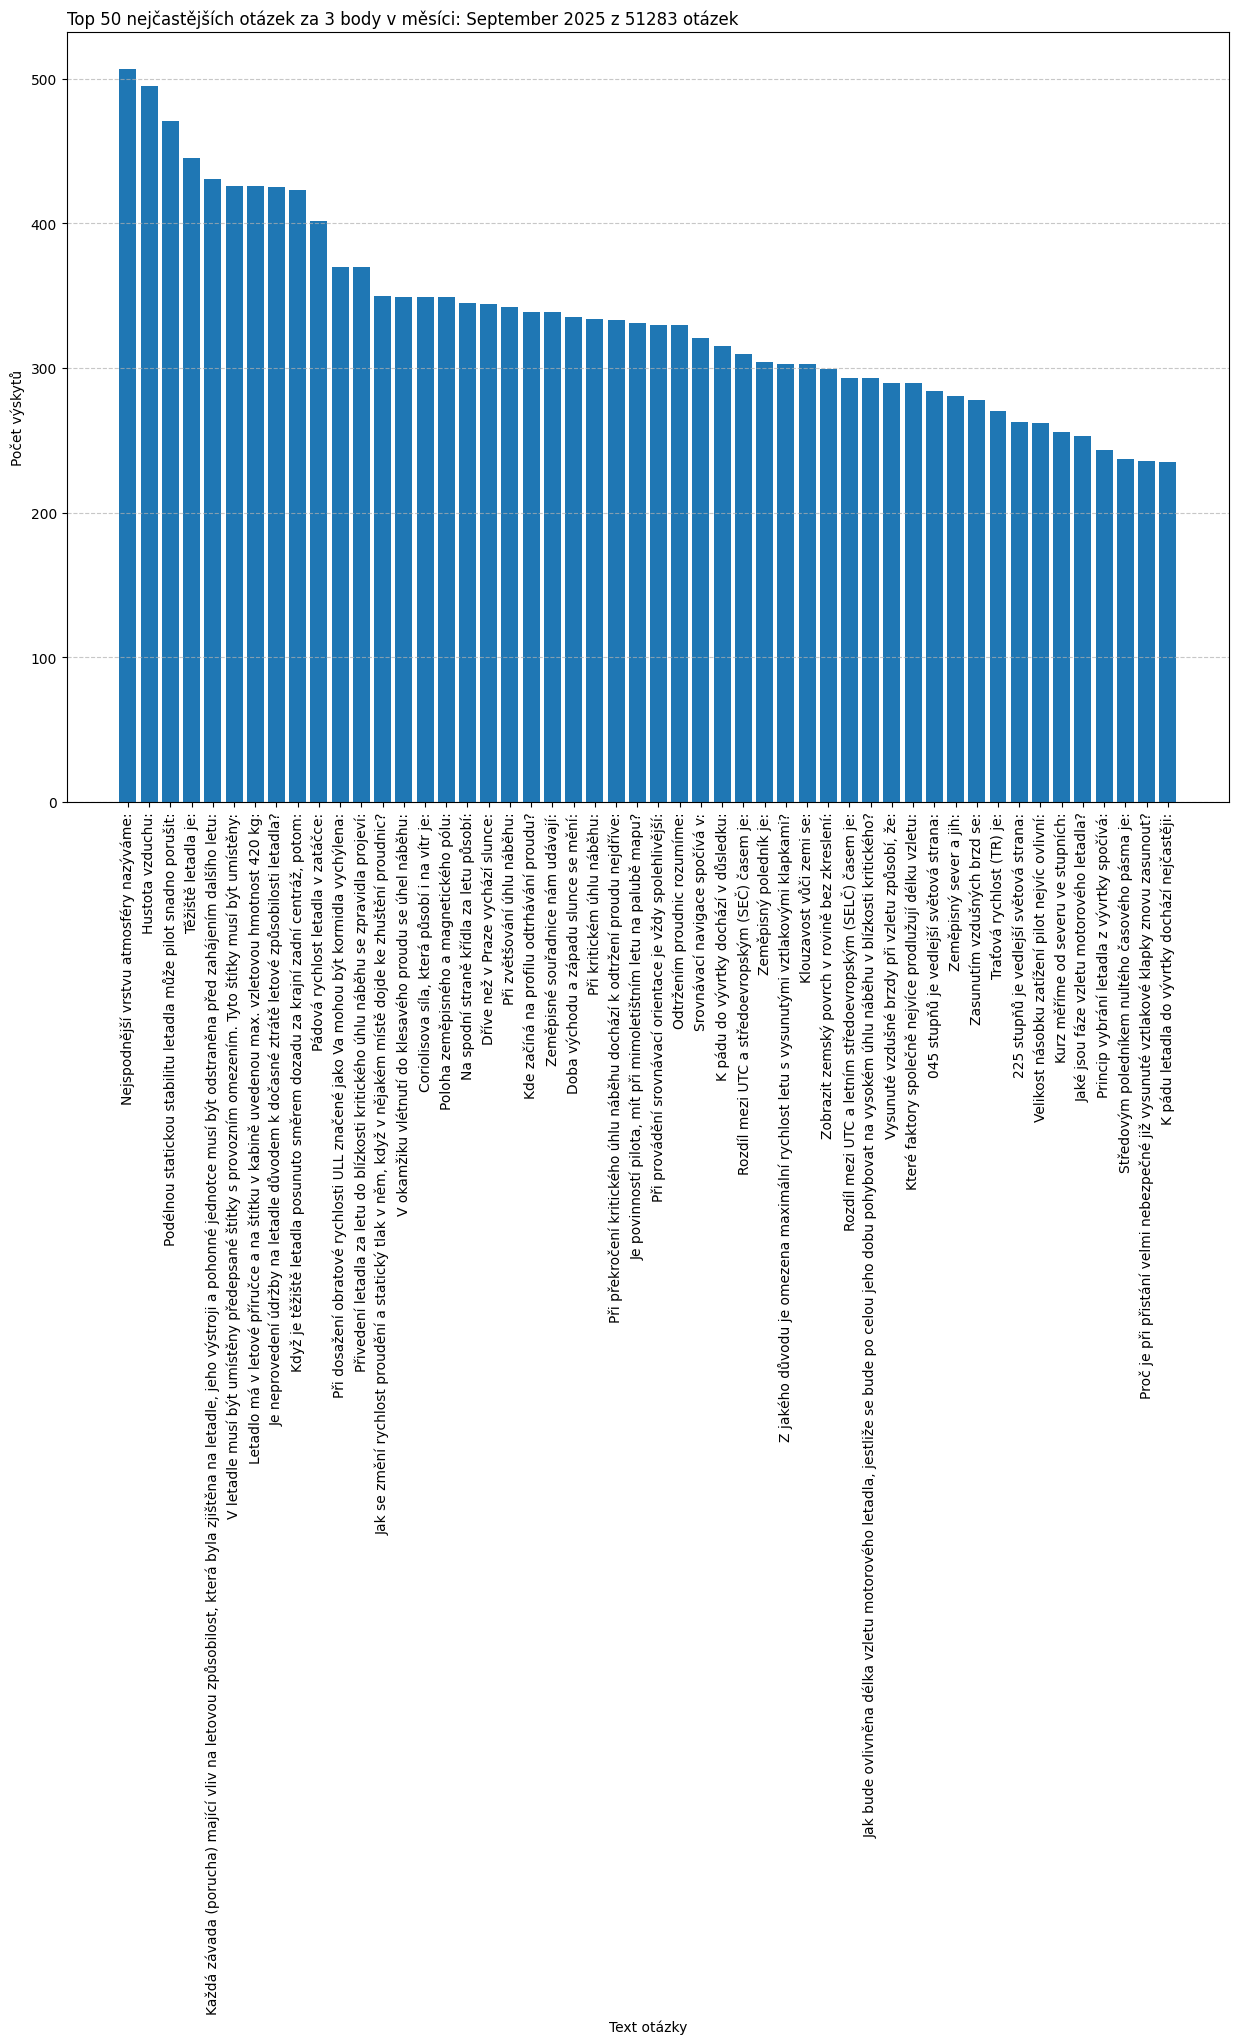 Top 50 nejčastějších otázek za 3 body v měsíci: September 2025 z 51283 otázek
Počet výskytů
500
400
300
200
100
0
Nejspodnější vrstvu atmosféry nazýváme:
Hustota vzduchu:
Podélnou statickou stabilitu letadla může pilot snadno porušit:
Těžiště letadla je:
Každá závada (porucha) mající vliv na letovou způsobilost, která byla zjištěna na letadle, jeho výstroji a pohonné jednotce musí být odstraněna před zahájením dalšího letu:
V letadle musí být umístěny předepsané štítky s provozním omezením. Tyto štítky musí být umístěny:
Letadlo má v letové příručce a na štítku v kabině uvedenou max. vzletovou hmotnost 420 kg:
Je neprovedení údržby na letadle důvodem k dočasné ztrátě letové způsobilosti letadla?
Když je těžiště letadla posunuto směrem dozadu za krajní zadní centráž, potom:
Pádová rychlost letadla v zatáčce:
Při dosažení obratové rychlosti ULL značené jako Va mohou být kormidla vychýlena:
Přivedení letadla za letu do blízkosti kritického úhlu náběhu se zpravidla projeví:
Jak se změní rychlost proudění a statický tlak v něm, když v nějakém místě dojde ke zhuštění proudnic?
V okamžiku vlétnutí do klesavého proudu se úhel náběhu:
Coriolisova síla, která působí i na vítr je:
Poloha zeměpisného a magnetického pólu:
Na spodní straně křídla za letu působí:
Dříve než v Praze vychází slunce:
Při zvětšování úhlu náběhu:
Kde začíná na profilu odtrhávání proudu?
Zeměpisné souřadnice nám udávají:
Doba východu a západu slunce se mění:
Při kritickém úhlu náběhu:
Při překročení kritického úhlu náběhu dochází k odtržení proudu nejdříve:
Je povinností pilota, mít při mimoletištním letu na palubě mapu?
Při provádění srovnávací orientace je vždy spolehlivější:
Odtržením proudnic rozumíme:
Srovnávací navigace spočívá v:
K pádu do vývrtky dochází v důsledku:
Rozdíl mezi UTC a středoevropským (SEČ) časem je:
Zeměpisný poledník je:
Z jakého důvodu je omezena maximální rychlost letu s vysunutými vztlakovými klapkami?
Klouzavost vůči zemi se:
Zobrazit zemský povrch v rovině bez zkreslení:
Rozdíl mezi UTC a letním středoevropským (SELČ) časem je:
Jak bude ovlivněna délka vzletu motorového letadla, jestliže se bude po celou jeho dobu pohybovat na vysokém úhlu náběhu v blízkosti kritického?
Vysunuté vzdušné brzdy při vzletu způsobí, že:
Které faktory společně nejvíce prodlužují délku vzletu:
045 stupňů je vedlejší světová strana:
Zeměpisný sever a jih:
Zasunutím vzdušných brzd se:
Traťová rychlost (TR) je:
225 stupňů je vedlejší světová strana:
Velikost násobku zatížení pilot nejvíc ovlivní:
Kurz měříme od severu ve stupních:
Jaké jsou fáze vzletu motorového letadla?
Princip vybrání letadla z vývrtky spočívá:
Středovým poledníkem nultého časového pásma je:
Proč je při přistání velmi nebezpečné již vysunuté vztlakové klapky znovu zasunout?
K pádu letadla do vývrtky dochází nejčastěji:
Text otázky